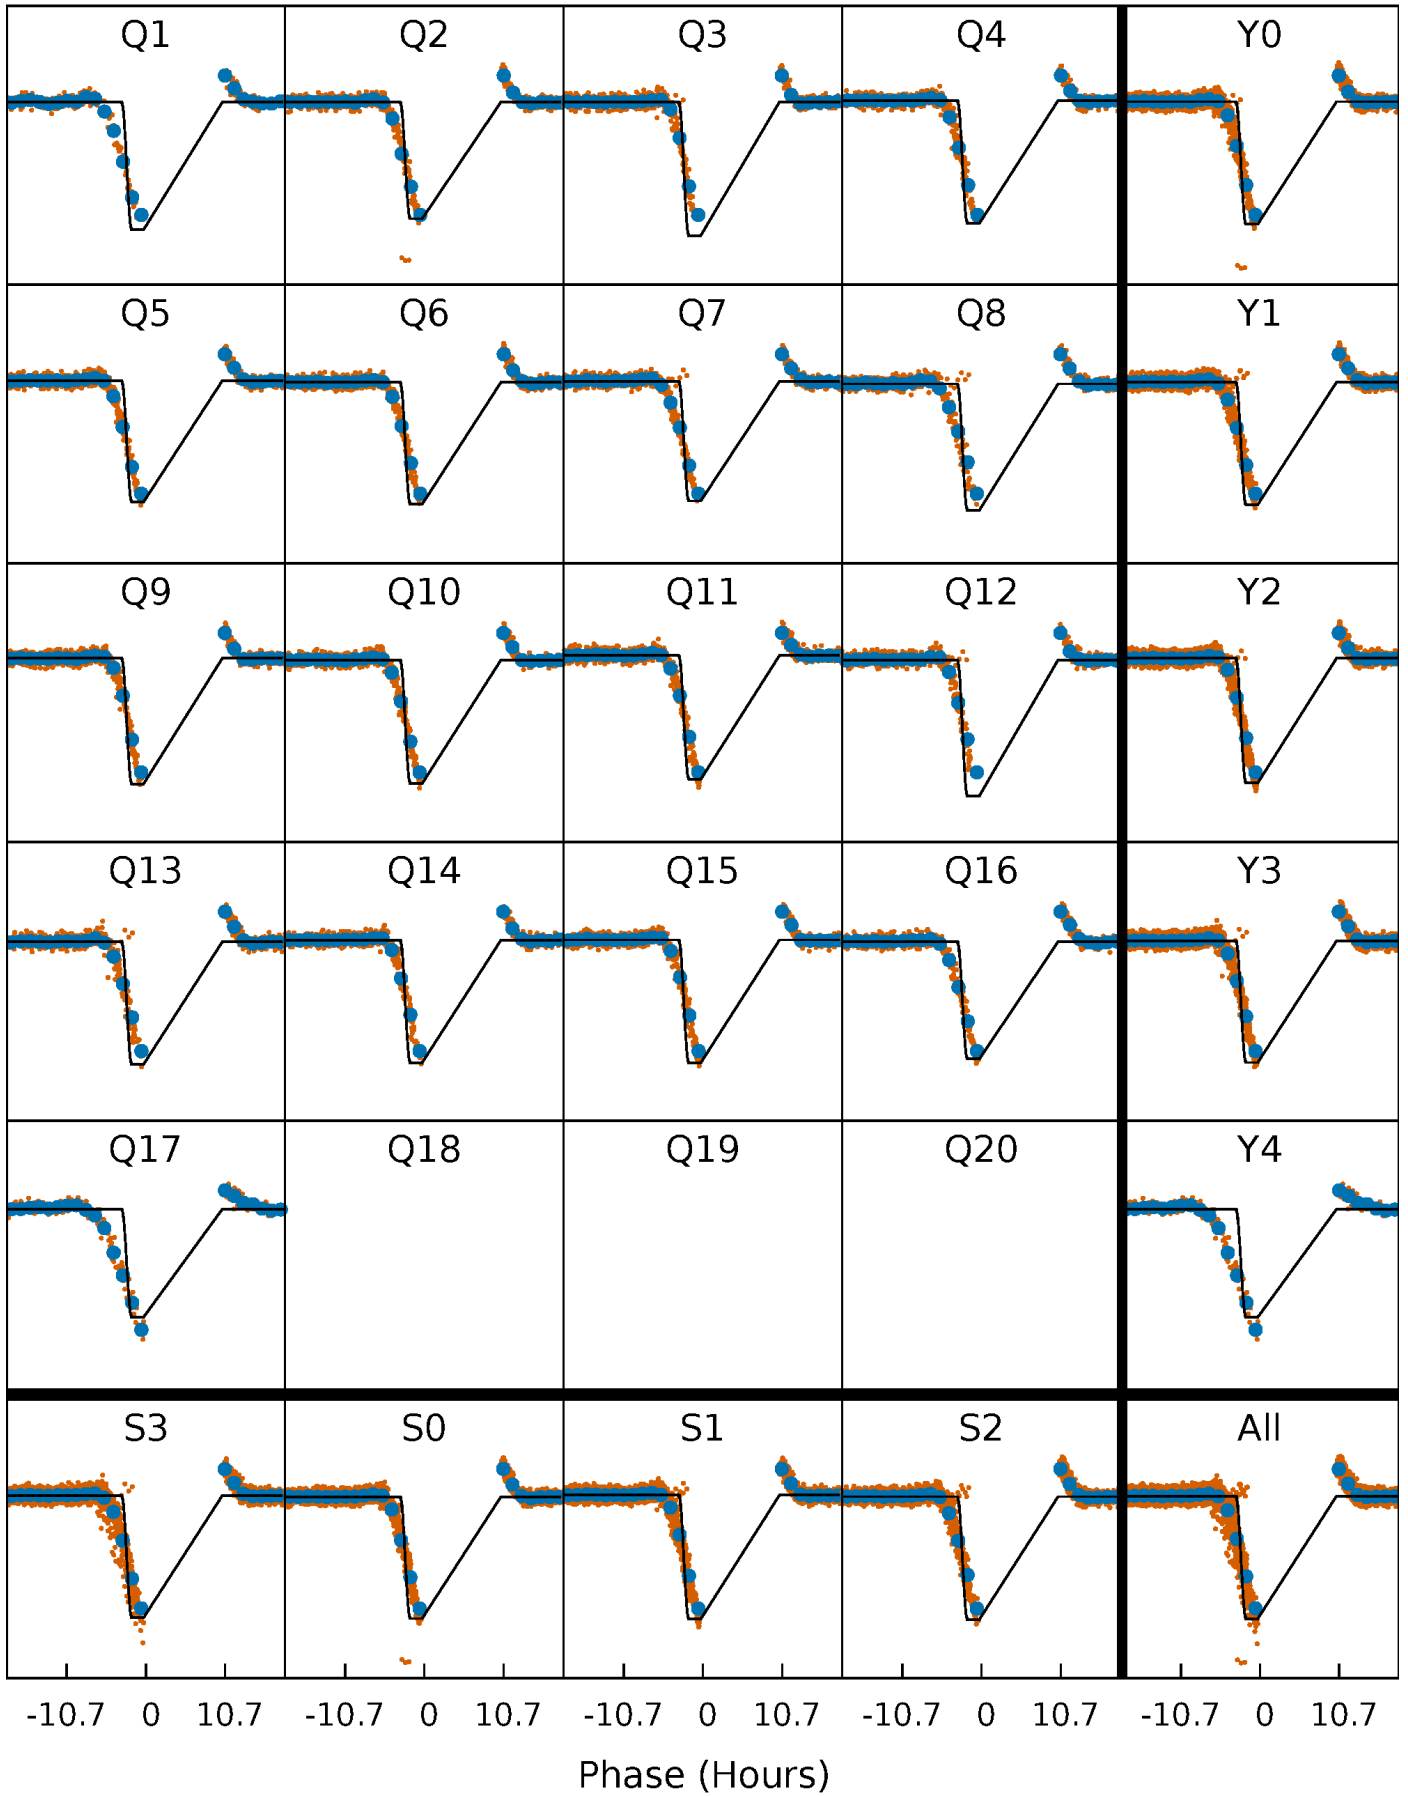 Q1 Q2 Q3 Q4 Y0
Q5 Q6 Q7 Q8 Y1
Q9 Q10 Q11 Q12 Y2
Q13 Q14 Q15 Q16 Y3
Q17 Q18 Q19 Q20 Y4
S3 S0 S1 S2 All
-10.7 0 10.7 -10.7 0 10.7 -10.7 0 10.7 -10.7 0 10.7 -10.7 0 10.7
Phase (Hours)